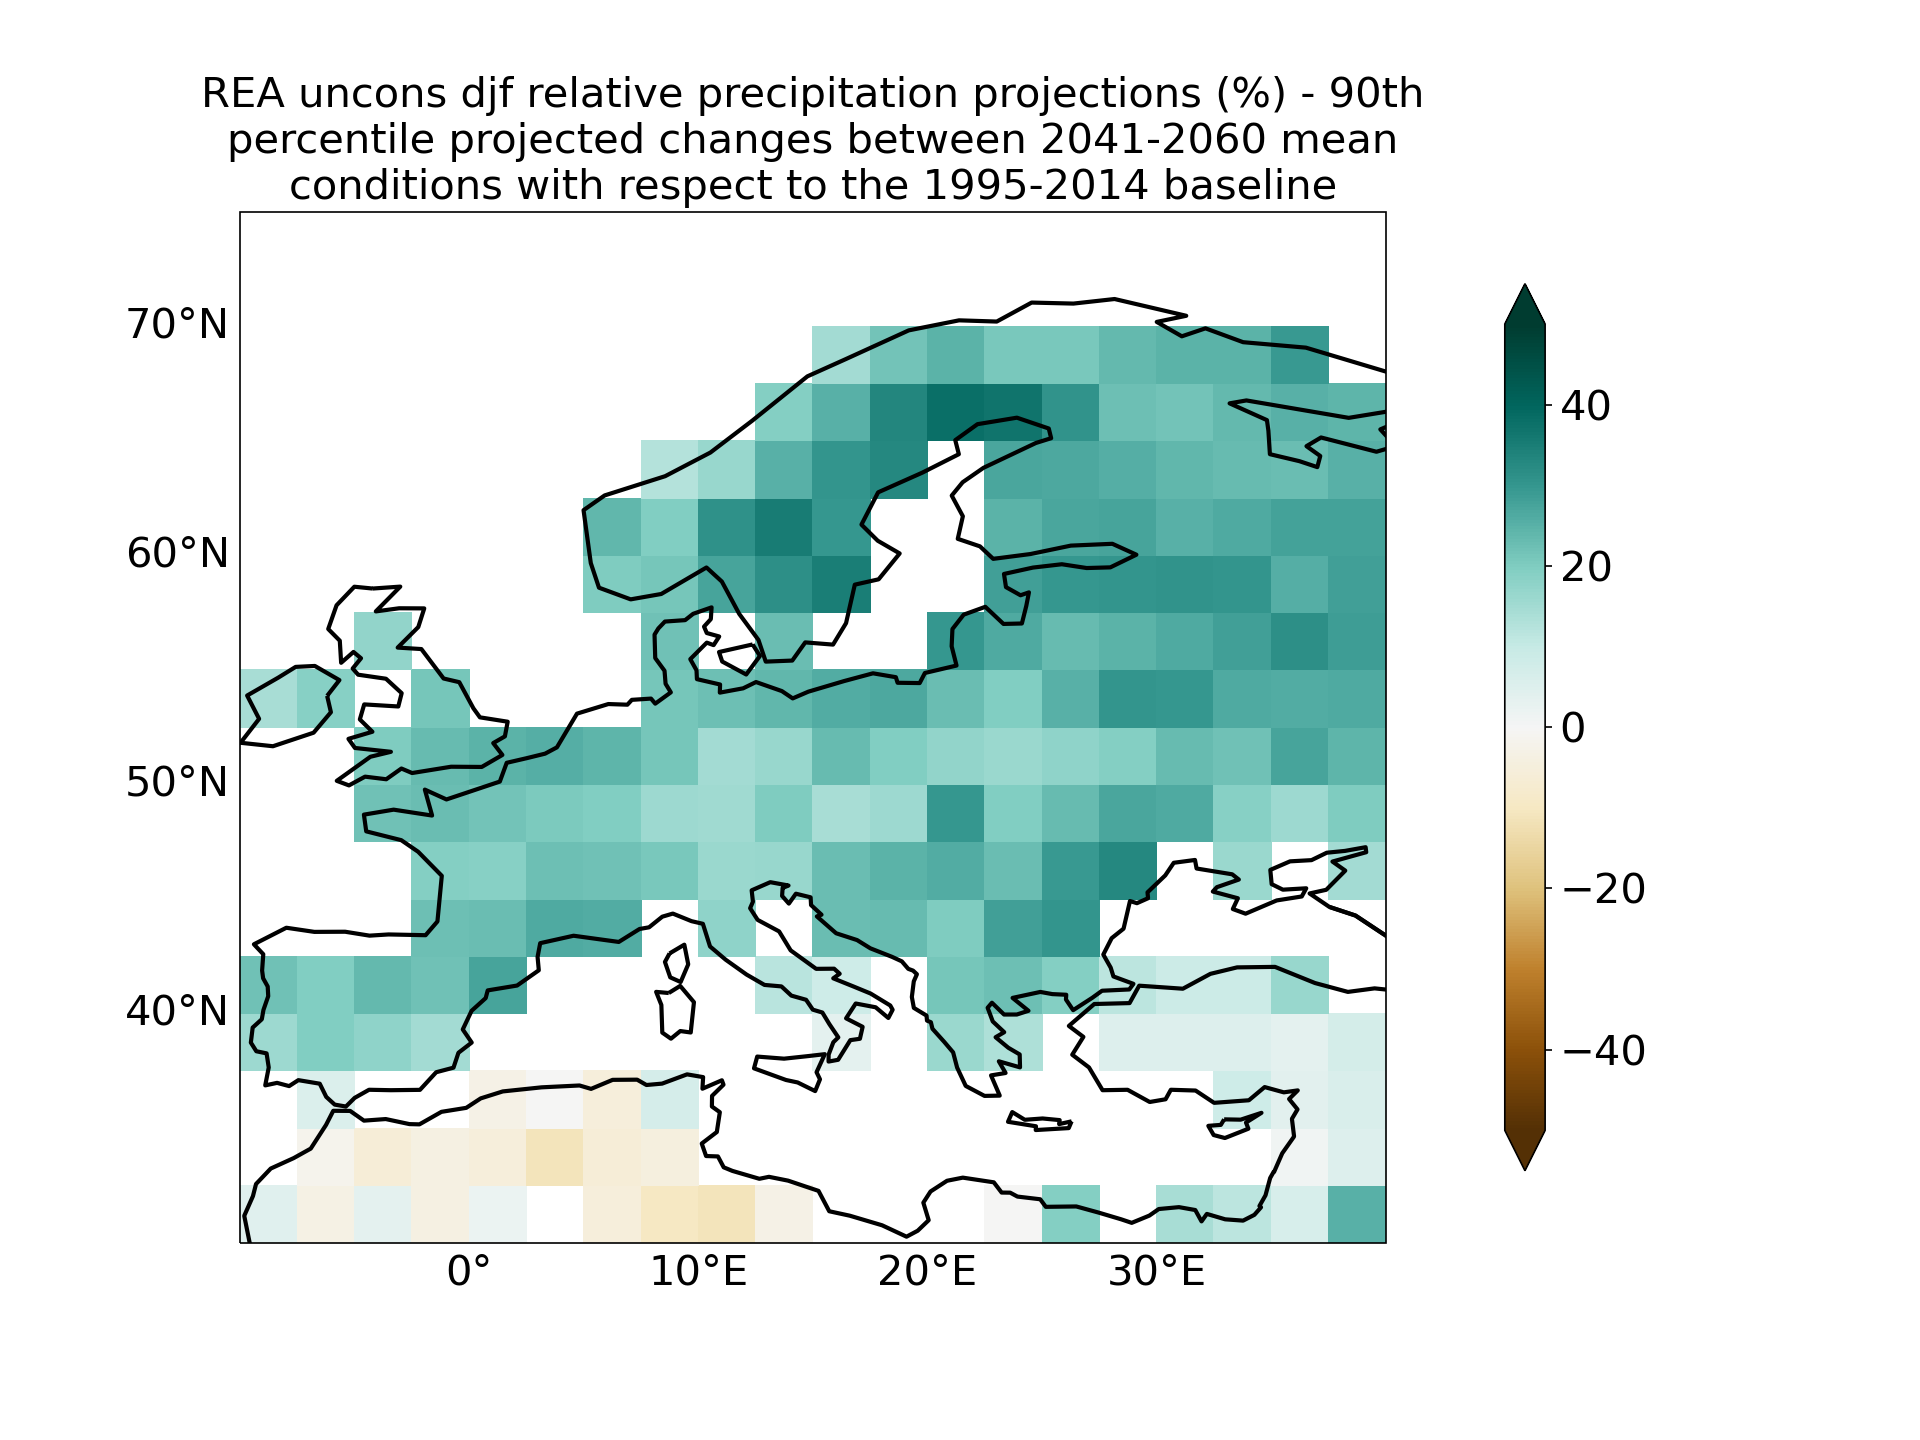 REA uncons djf relative precipitation projections (%) - 90th
percentile projected changes between 2041-2060 mean
conditions with respect to the 1995-2014 baseline
70°N
60°N
50°N
40°N
0°
10°E
20°E
30°E
40
20
0
−20
−40